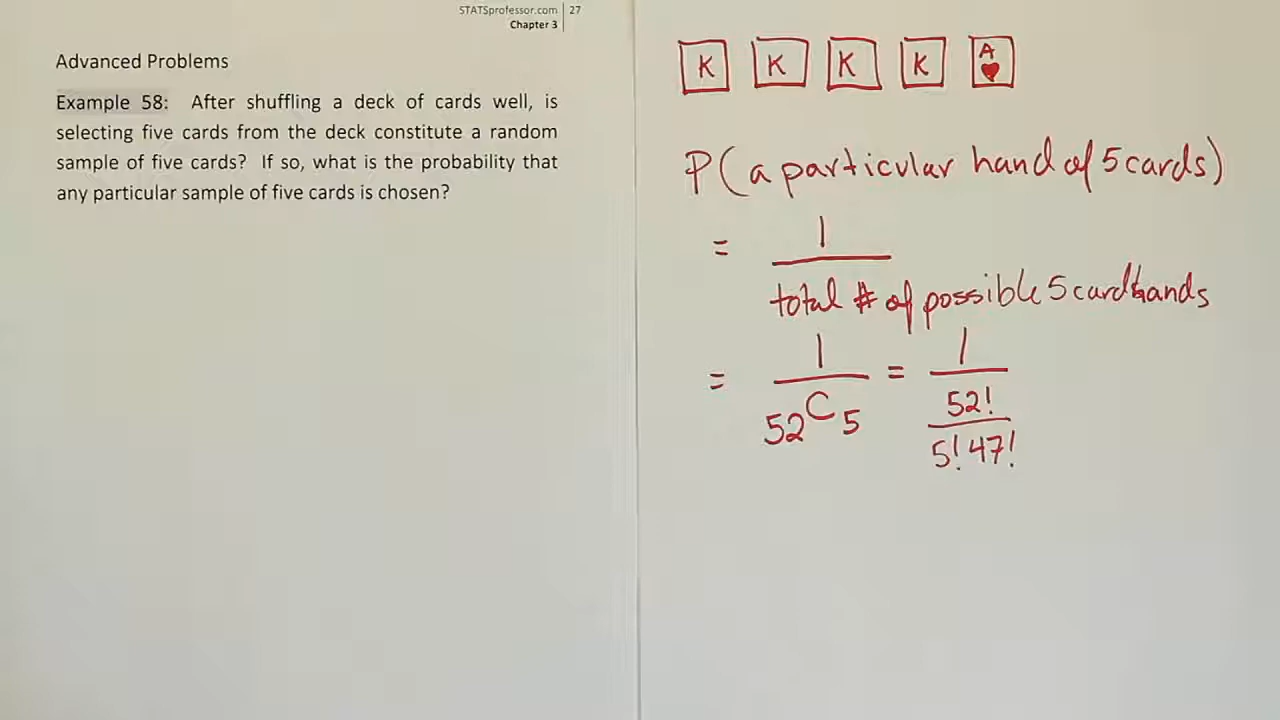 STATSprofessor.com 27
Chapter 3
Advanced Problems
Example 58: After shuffling a deck of cards well, is
selecting five cards from the deck constitute a random
sample of five cards? If so, what is the probability that
any particular sample of five cards is chosen?
K K K K A
P(a particular hand of 5 cards)
= 1
total # of possible 5 card hands
= 1 = 1
52C5 52!
5!47!